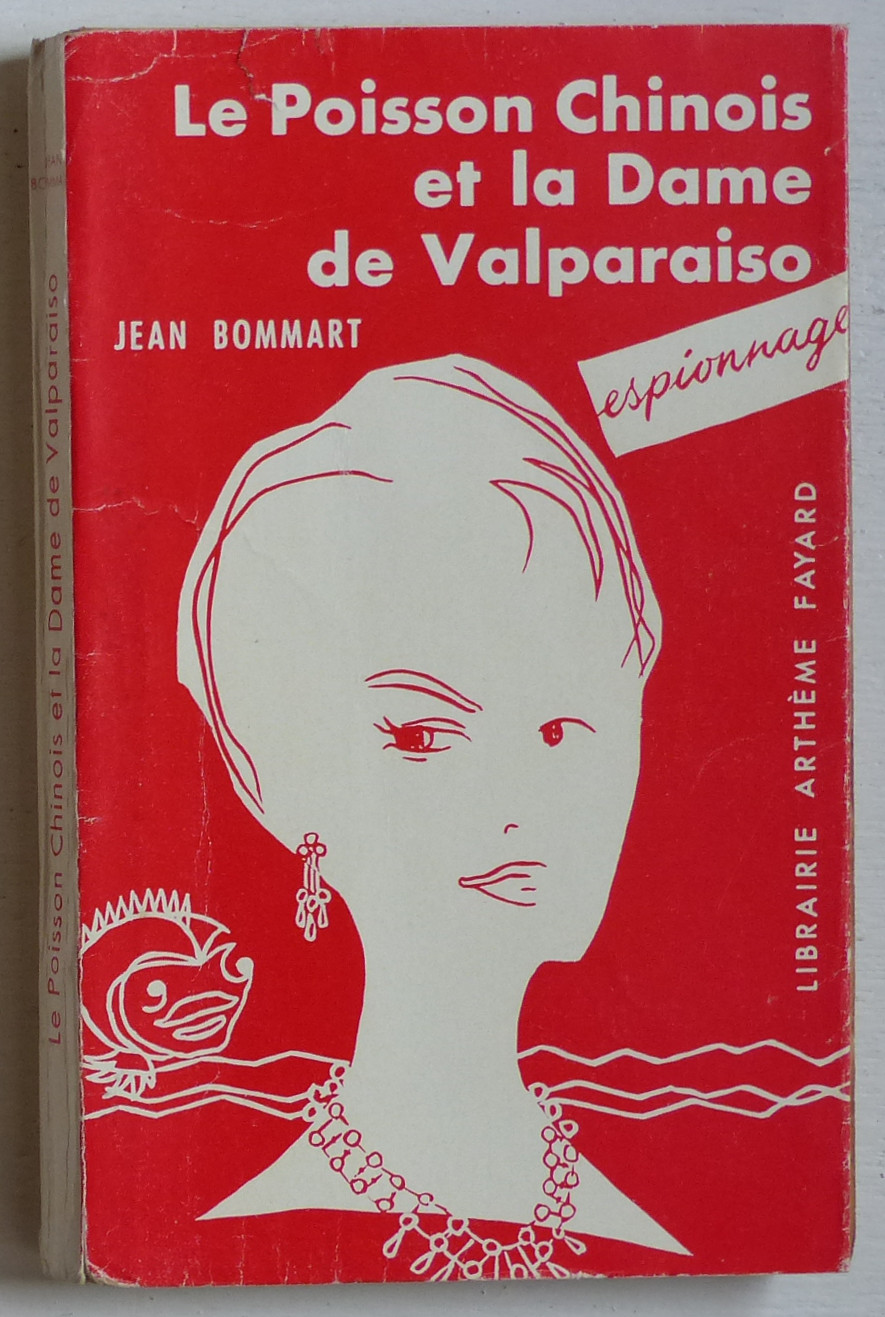 Le Poisson Chinois
et la Dame
de Valparaiso
JEAN BOMMART
espionnage
LIBRAIRIE ARTHÈME FAYARD
JEAN
Le Poisson Chinois et la Dame de Valparaiso